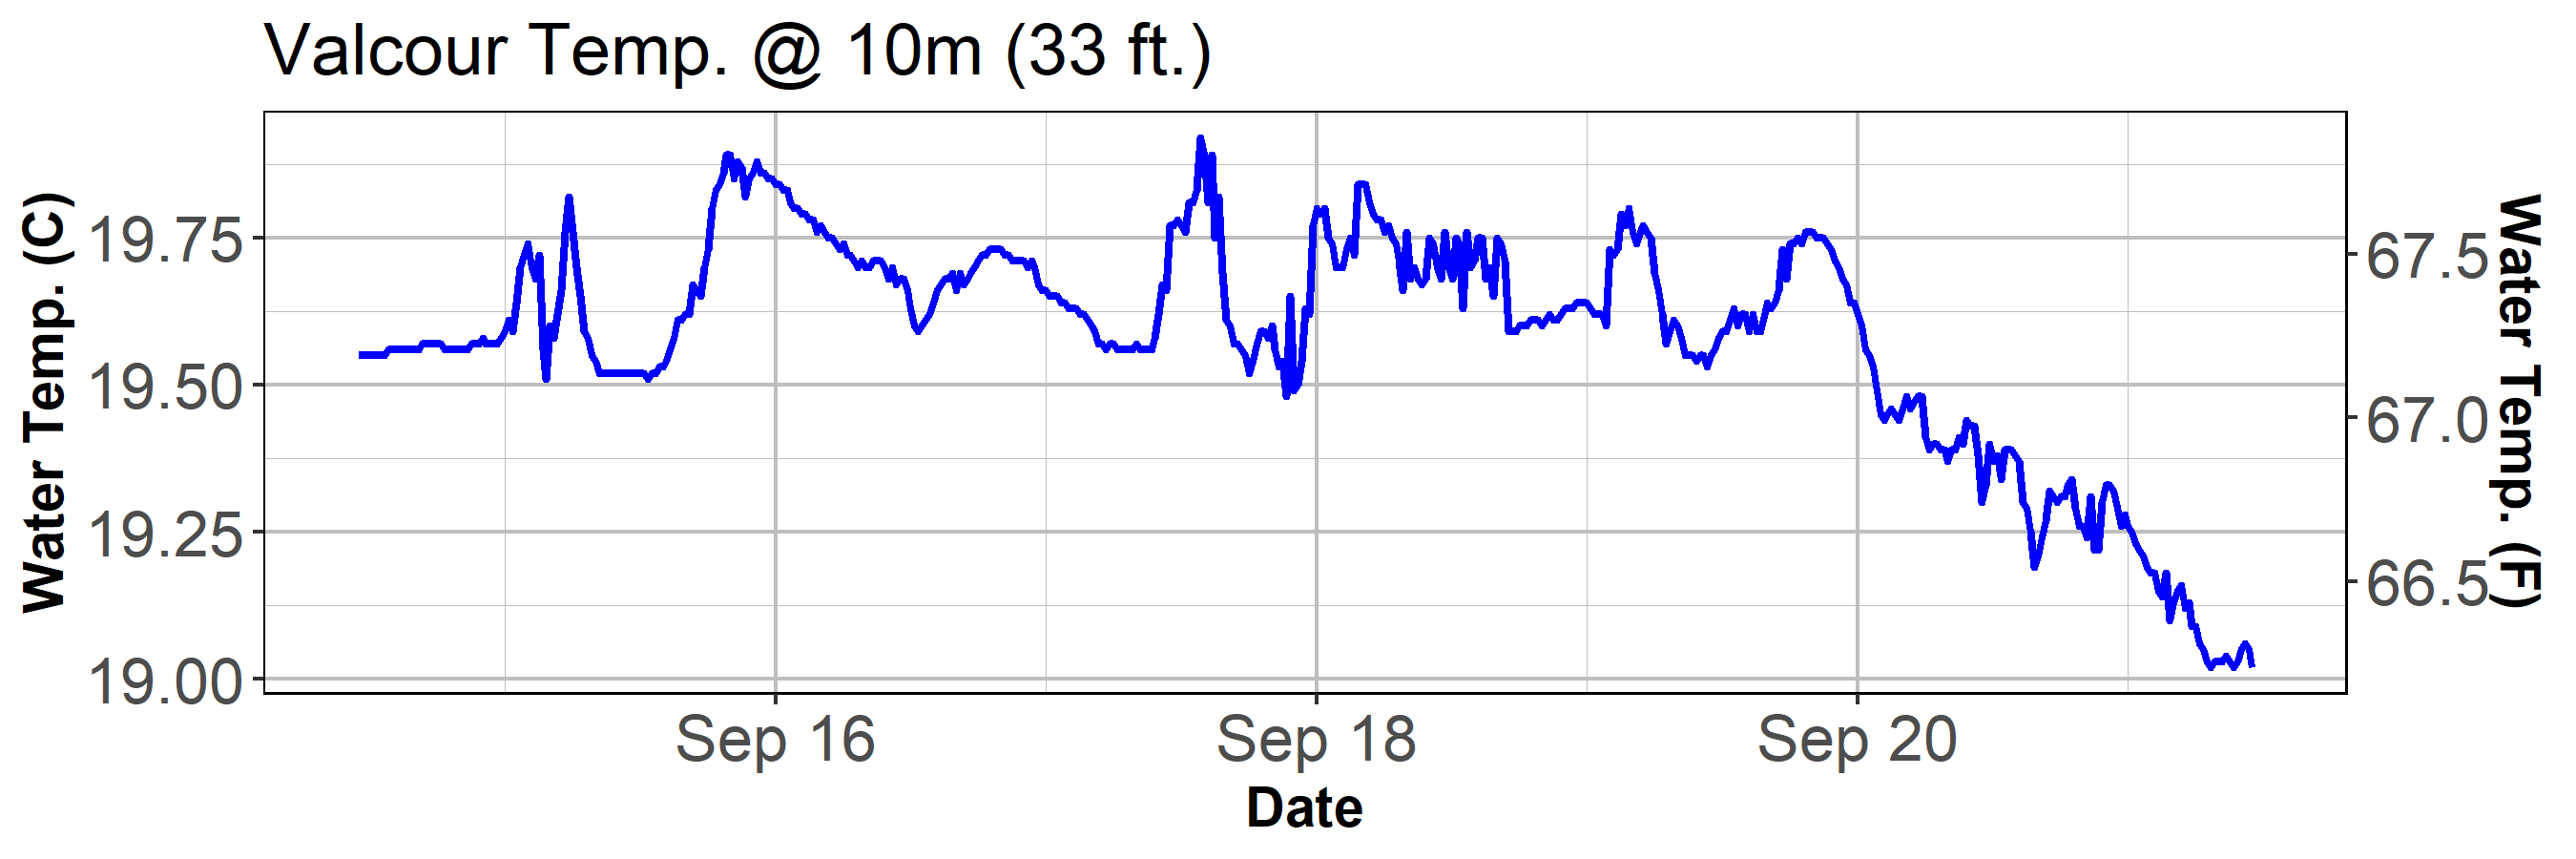 Valcour Temp. @ 10m (33 ft.)
Water Temp. (C)
19.75
19.50
19.25
19.00
67.5
67.0
66.5
Water Temp. (F)
Sep 16
Sep 18
Sep 20
Date